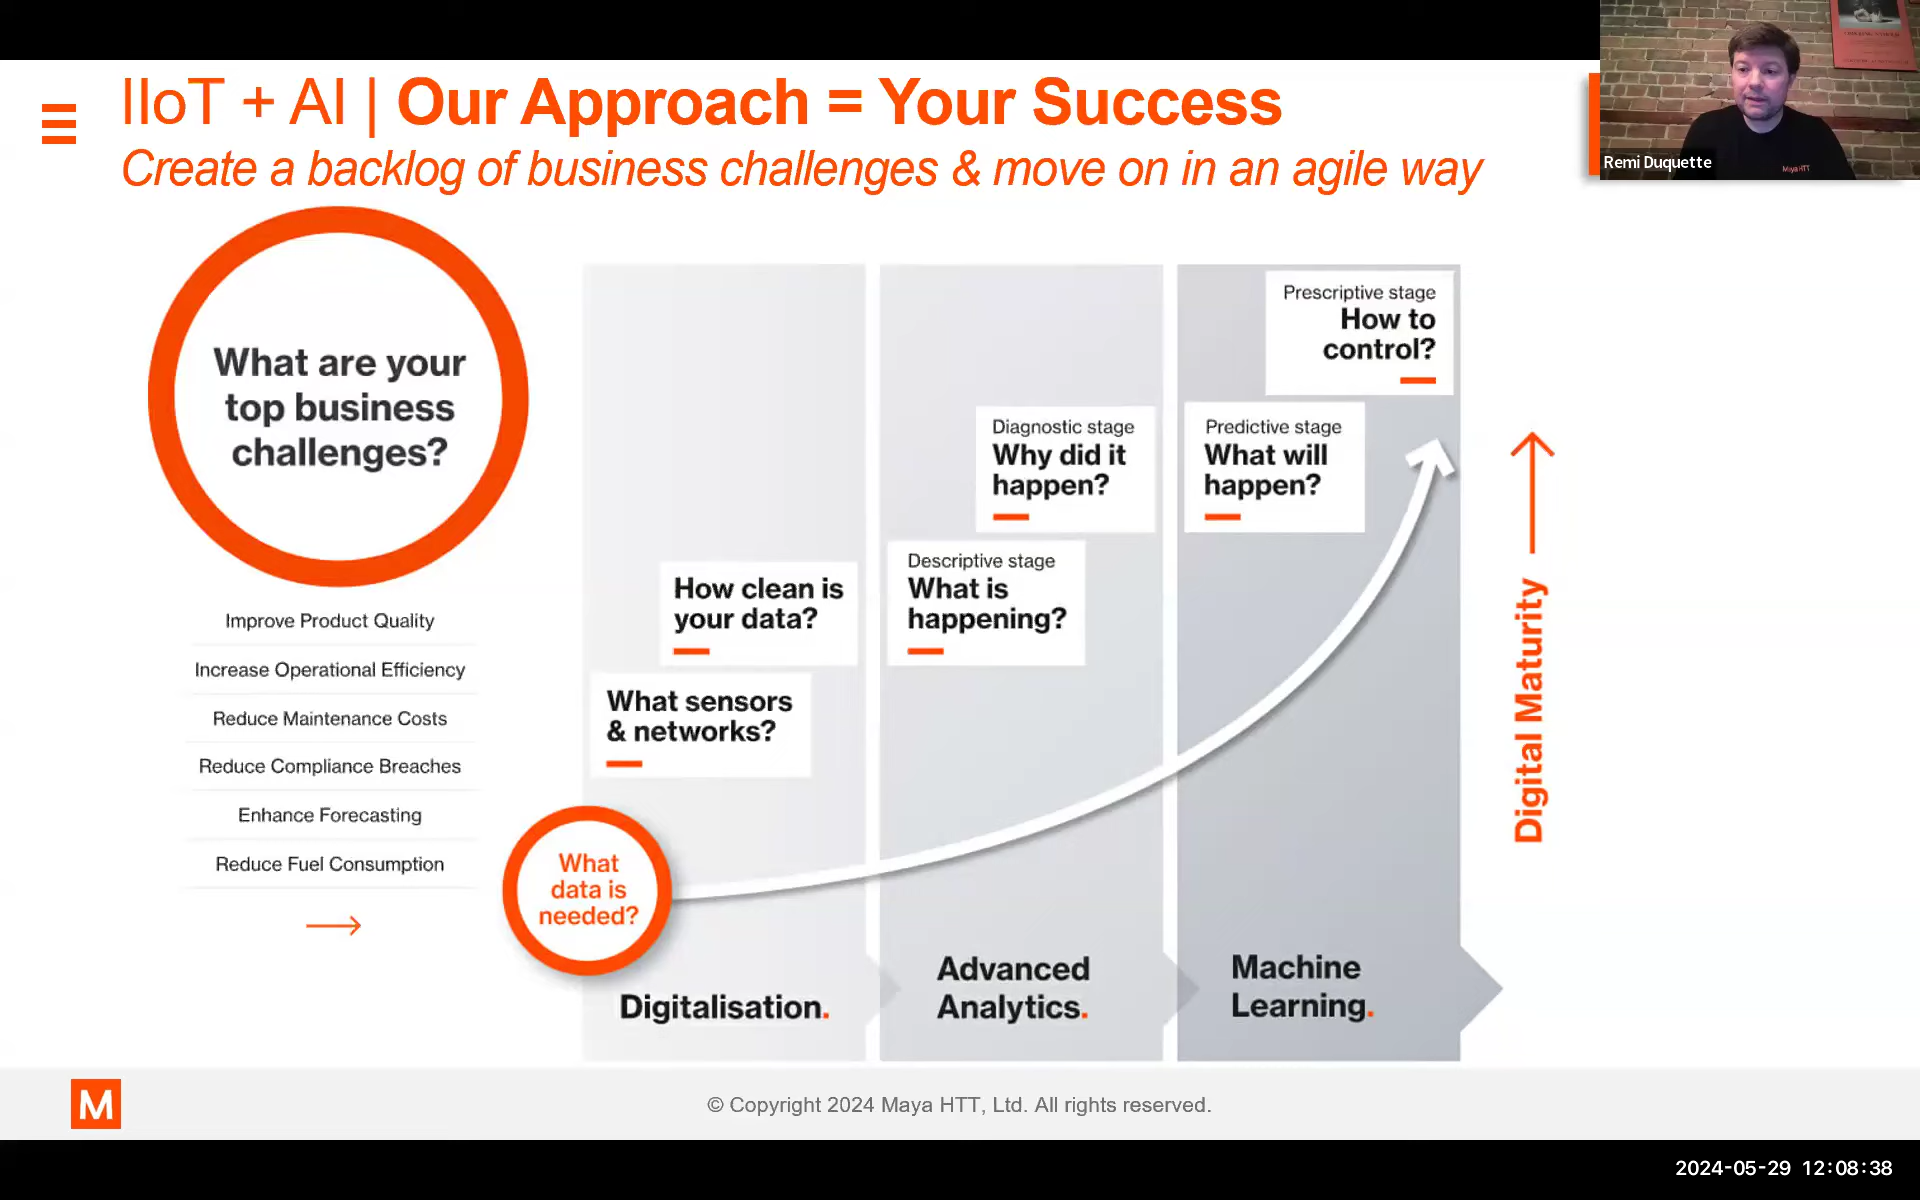 IIoT + AI | Our Approach = Your Success
Create a backlog of business challenges & move on in an agile way
Remi Duquette
Maya HTT
What are your
top business
challenges?
Improve Product Quality
Increase Operational Efficiency
Reduce Maintenance Costs
Reduce Compliance Breaches
Enhance Forecasting
Reduce Fuel Consumption
What
data is
needed?
What sensors
& networks?
How clean is
your data?
Digitalisation.
Descriptive stage
What is
happening?
Diagnostic stage
Why did it
happen?
Advanced
Analytics.
Predictive stage
What will
happen?
Prescriptive stage
How to
control?
Machine
Learning.
Digital Maturity
M
© Copyright 2024 Maya HTT, Ltd. All rights reserved.
2024-05-29 12:08:38